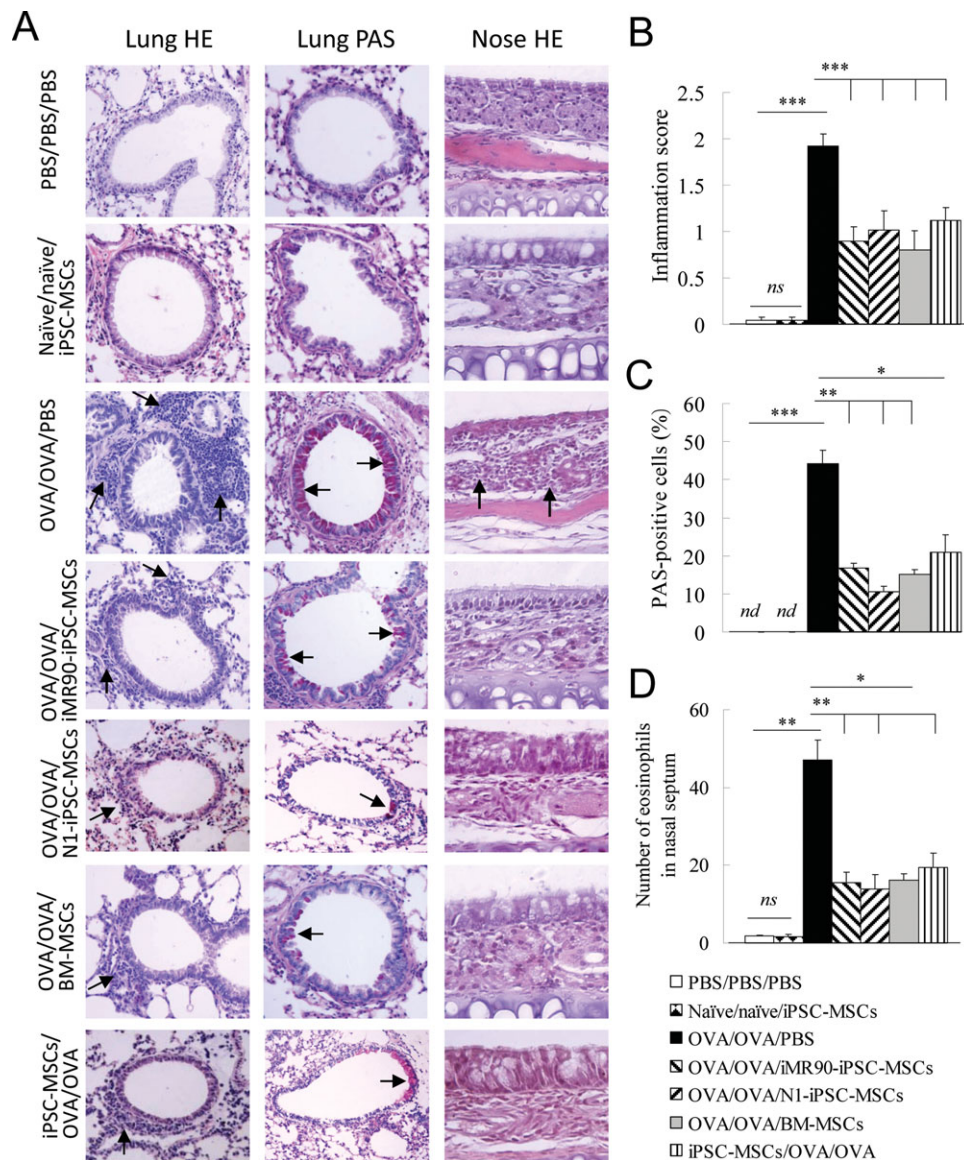 A
Lung HE
Lung PAS
Nose HE
PBS/PBS/PBS
Naïve/naïve/
iPSC-MSCs
OVA/OVA/PBS
OVA/OVA/
iMR90-iPSC-MSCs
OVA/OVA/
N1-iPSC-MSCs
OVA/OVA/
BM-MSCs
iPSC-MSCs/
OVA/OVA
B
Inflammation score
2.5
2
1.5
1
0.5
0
ns
***
***
C
PAS-positive cells (%)
60
50
40
30
20
10
0
nd
nd
***
**
*
D
Number of eosinophils
in nasal septum
60
40
20
0
ns
**
**
*
PBS/PBS/PBS
Naïve/naïve/iPSC-MSCs
OVA/OVA/PBS
OVA/OVA/iMR90-iPSC-MSCs
OVA/OVA/N1-iPSC-MSCs
OVA/OVA/BM-MSCs
iPSC-MSCs/OVA/OVA